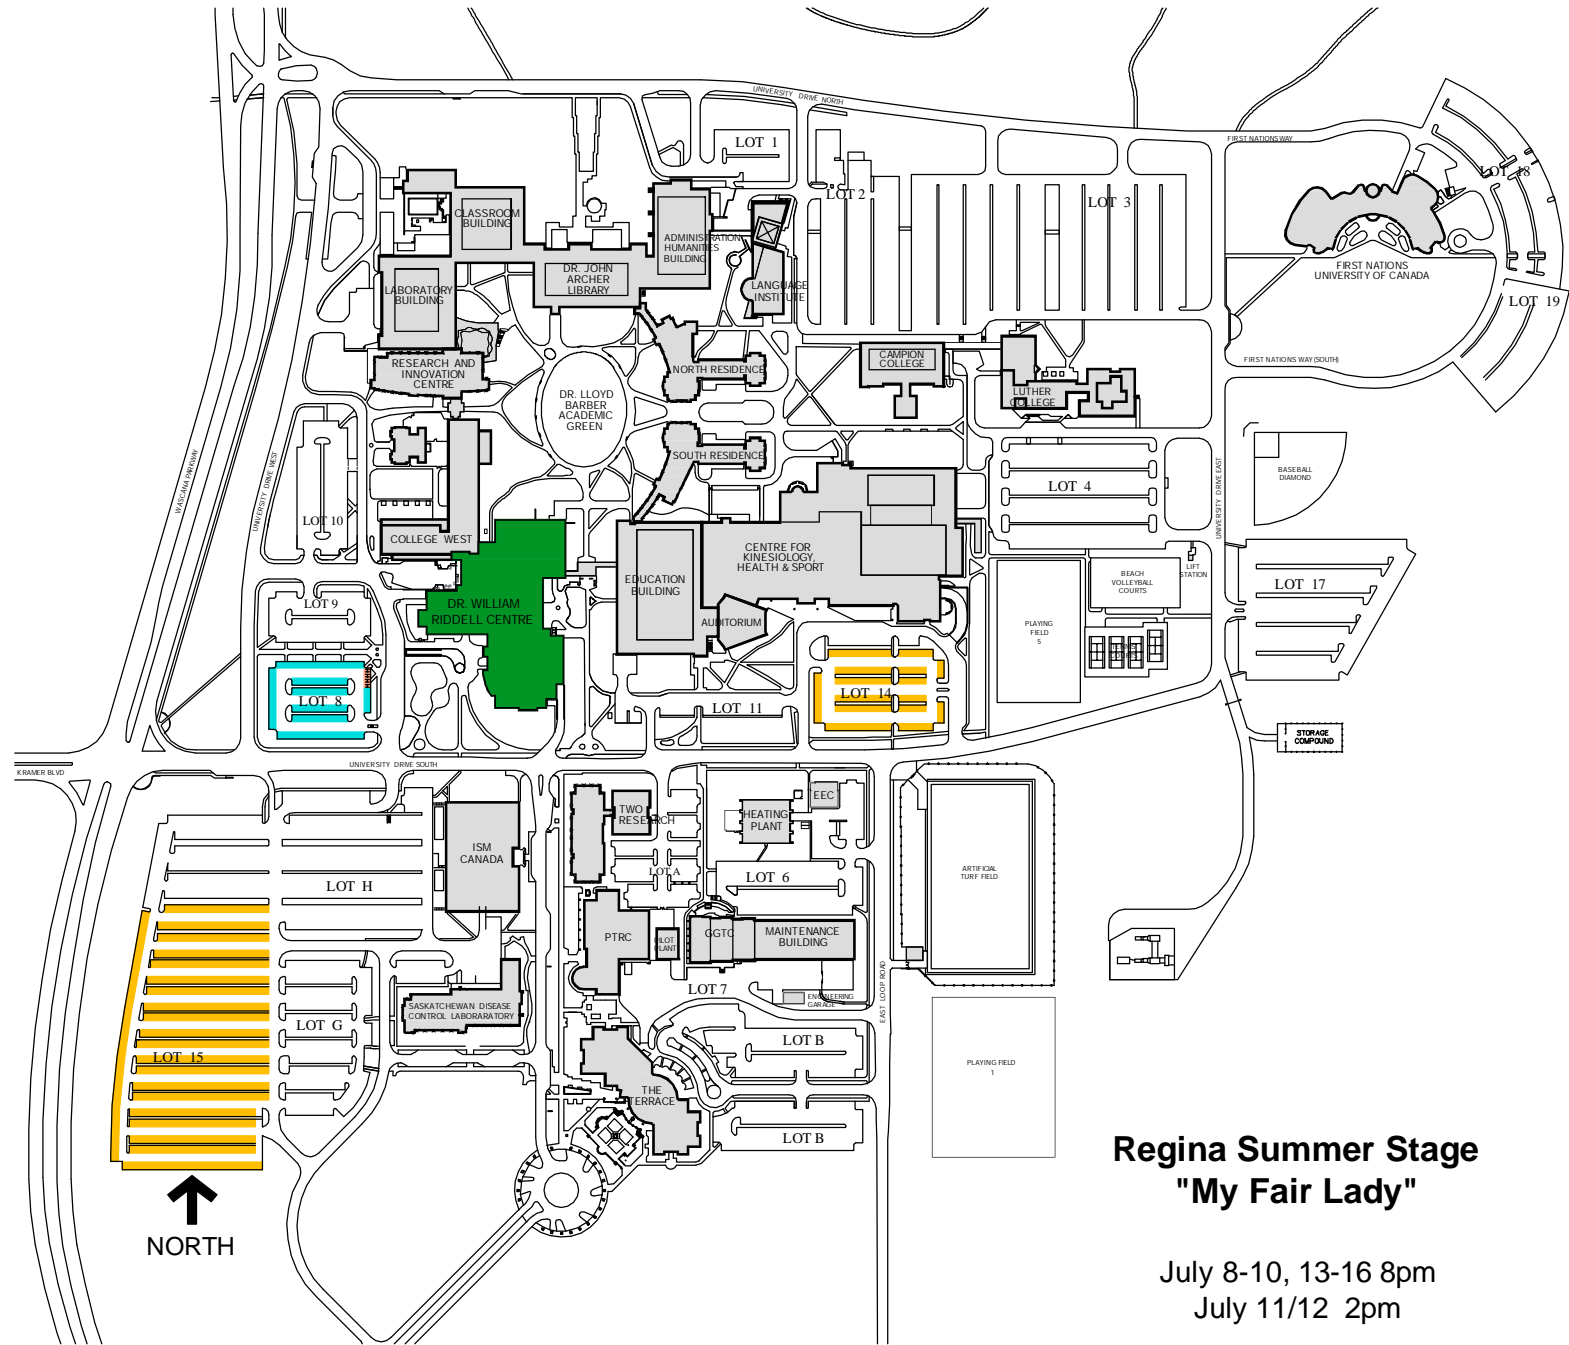 UNIVERSITY DRIVE NORTH
LOT 1
FIRST NATIONS WAY
LOT 18
LOT 2
LOT 3
CLASSROOM
BUILDING
ADMINISTRATION
HUMANITIES
BUILDING
DR. JOHN
ARCHER
LIBRARY
LABORATORY
BUILDING
LANGUAGE
INSTITUTE
FIRST NATIONS
UNIVERSITY OF CANADA
LOT 19
RESEARCH AND
INNOVATION
CENTRE
NORTH RESIDENCE
CAMPION
COLLEGE
FIRST NATIONS WAY (SOUTH)
DR. LLOYD
BARBER
ACADEMIC
GREEN
LUTHER
COLLEGE
WASCANA PARKWAY
UNIVERSITY DRIVE WEST
SOUTH RESIDENCE
UNIVERSITY DRIVE EAST
BASEBALL
DIAMOND
LOT 4
LOT 10
COLLEGE WEST
CENTRE FOR
KINESIOLOGY,
HEALTH & SPORT
EDUCATION
BUILDING
LIFT
STATION
BEACH
VOLLEYBALL
COURTS
LOT 17
LOT 9
DR. WILLIAM
RIDDELL CENTRE
AUDITORIUM
PLAYING
FIELD
5
TENNIS
COURTS
LOT 8
LOT 14
LOT 11
STORAGE
COMPOUND
KRAMER BLVD
UNIVERSITY DRIVE SOUTH
TWO
RESEARCH
HEATING
PLANT
EEC
ISM
CANADA
LOT A
LOT 6
LOT H
ARTIFICIAL
TURF FIELD
PTRC
PILOT
PLANT
GGTC
MAINTENANCE
BUILDING
EAST LOOP ROAD
LOT 7
ENGINEERING
GARAGE
SASKATCHEWAN DISEASE
CONTROL LABORARATORY
LOT G
LOT B
LOT 15
PLAYING FIELD
1
THE
TERRACE
LOT B
NORTH
Regina Summer Stage
"My Fair Lady"
July 8-10, 13-16 8pm
July 11/12 2pm